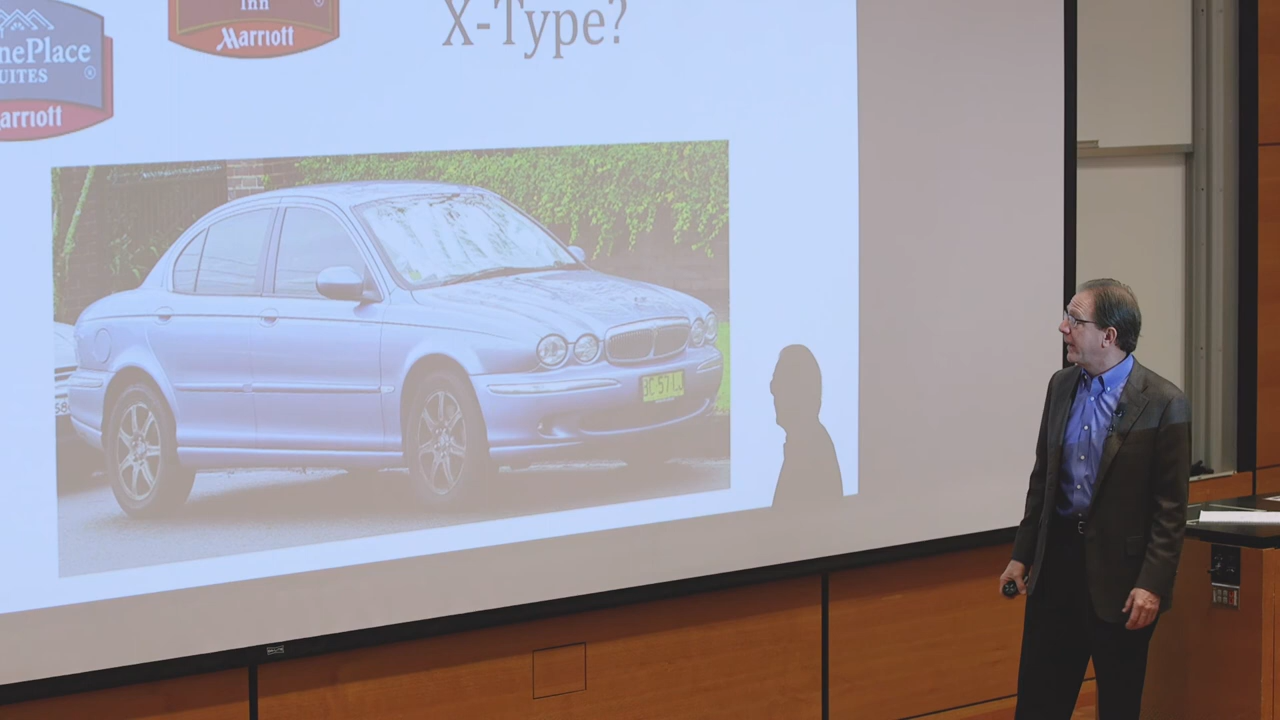 Inn
®
Marriott
X-Type?
nePlace
UITES ®
arriott